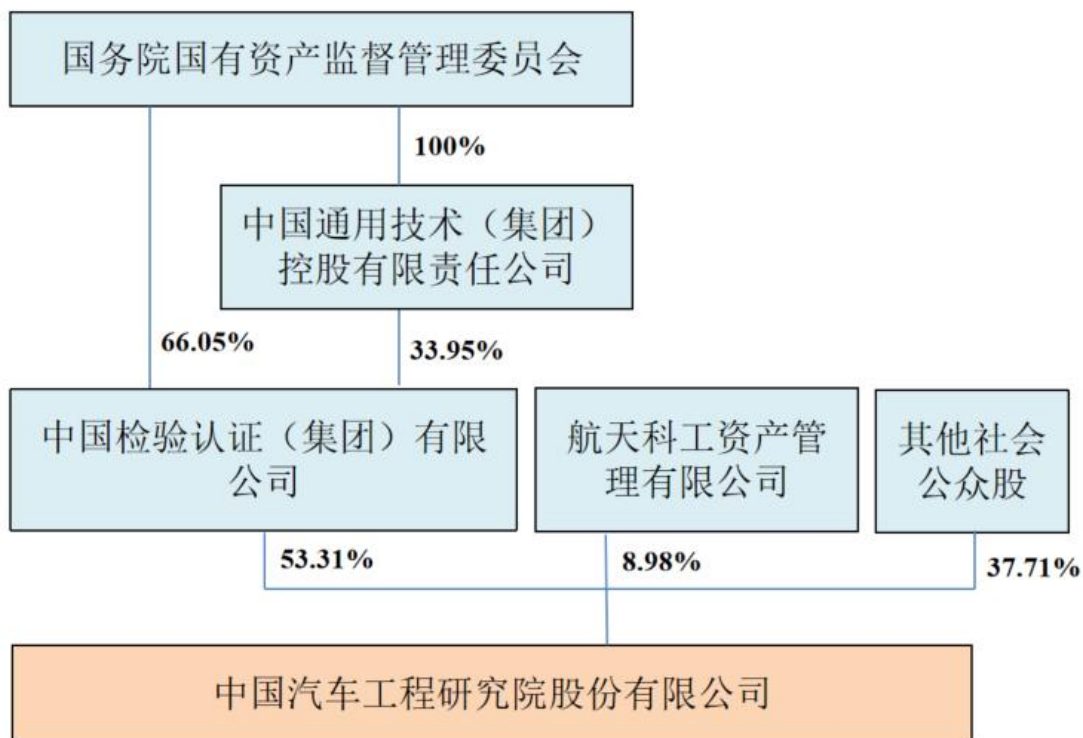 国务院国有资产监督管理委员会
100%
中国通用技术（集团）
控股有限责任公司
66.05%
33.95%
中国检验认证（集团）有限
公司
航天科工资产管
理有限公司
其他社会
公众股
53.31%
8.98%
37.71%
中国汽车工程研究院股份有限公司